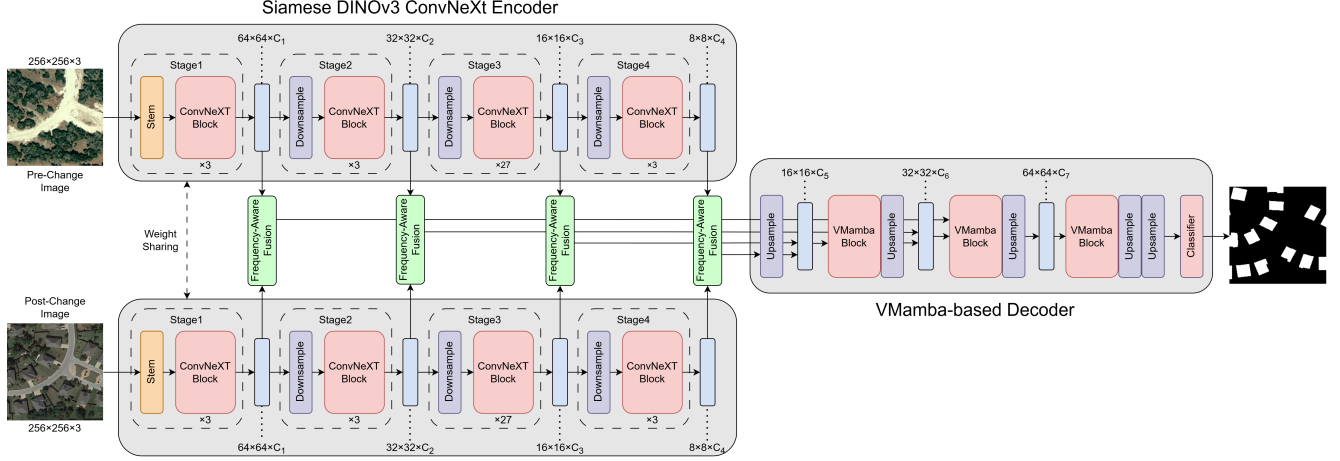 Siamese DINOv3 ConvNeXt Encoder
64×64×C1
32×32×C2
16×16×C3
8×8×C4
256×256×3
Stage1
Stage2
Stage3
Stage4
Stem
ConvNeXT
Block
Downsample
ConvNeXT
Block
Downsample
ConvNeXT
Block
Downsample
ConvNeXT
Block
×3
×3
×27
×3
Pre-Change
Image
Weight
Sharing
Frequency-Aware
Fusion
Frequency-Aware
Fusion
Frequency-Aware
Fusion
Frequency-Aware
Fusion
16×16×C5
32×32×C6
64×64×C7
Upsample
VMamba
Block
Upsample
VMamba
Block
Upsample
VMamba
Block
Upsample
Upsample
Classifier
VMamba-based Decoder
Post-Change
Image
Stage1
Stage2
Stage3
Stage4
Stem
ConvNeXT
Block
Downsample
ConvNeXT
Block
Downsample
ConvNeXT
Block
Downsample
ConvNeXT
Block
×3
×3
×27
×3
256×256×3
64×64×C1
32×32×C2
16×16×C3
8×8×C4